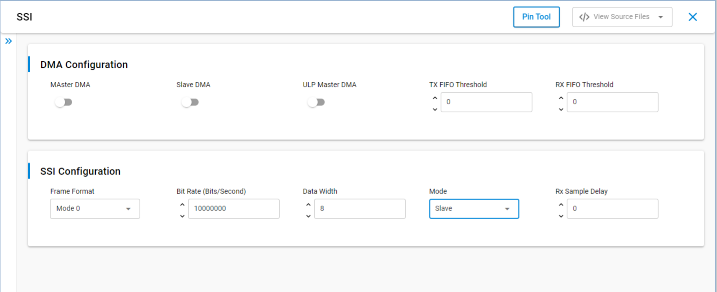 SSI
Pin Tool
</> View Source Files
»
DMA Configuration
MAster DMA
Slave DMA
ULP Master DMA
TX FIFO Threshold
RX FIFO Threshold
0
0
SSI Configuration
Frame Format
Bit Rate (Bits/Second)
Data Width
Mode
Rx Sample Delay
Mode 0
10000000
8
Slave
0